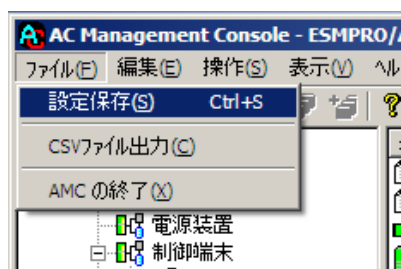 AC Management Console - ESMPRO/
ファイル(F) 編集(E) 操作(S) 表示(V) ヘル
設定保存(S) Ctrl+S
CSVファイル出力(C)
AMC の終了(X)
電源装置
制御端末